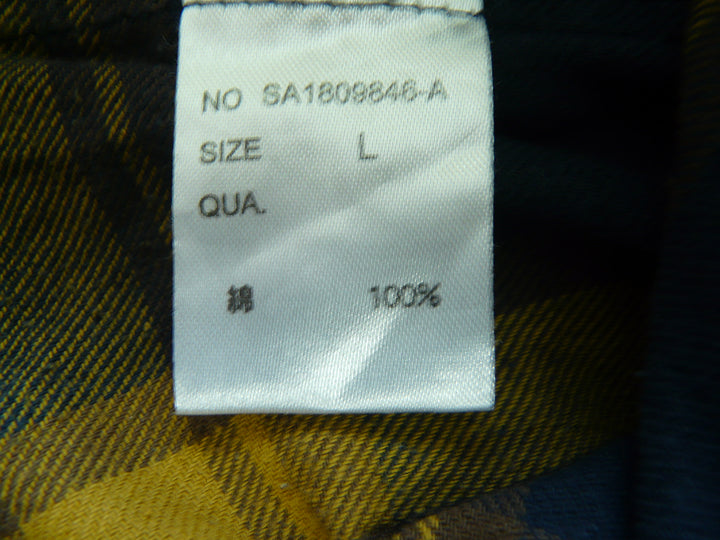 NO SA1809846-A
SIZE L
QUA.
綿 100%